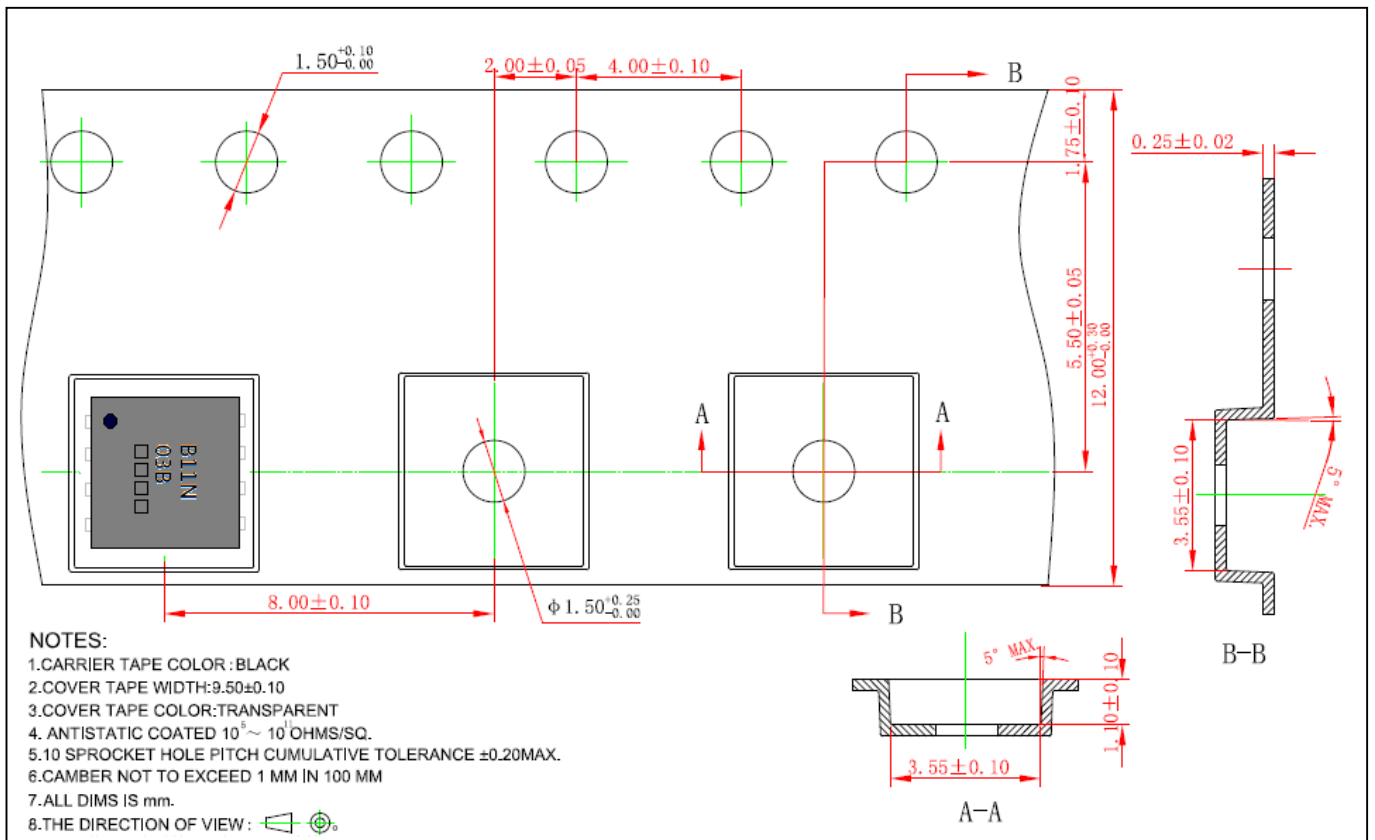 1.50+0.10-0.00
2.00±0.05
4.00±0.10
B
1.75±0.10
0.25±0.02
5.50±0.05
12.00+0.30-0.00
A
A
B11N
03B
3.55±0.10
5° MAX.
8.00±0.10
Φ1.50+0.25-0.00
B
B-B
5° MAX
1.10±0.10
3.55±0.10
A-A
NOTES:
1.CARRIER TAPE COLOR : BLACK
2.COVER TAPE WIDTH:9.50±0.10
3.COVER TAPE COLOR:TRANSPARENT
4. ANTISTATIC COATED 10⁵~ 10¹¹OHMS/SQ.
5.10 SPROCKET HOLE PITCH CUMULATIVE TOLERANCE ±0.20MAX.
6.CAMBER NOT TO EXCEED 1 MM IN 100 MM
7.ALL DIMS IS mm.
8.THE DIRECTION OF VIEW :